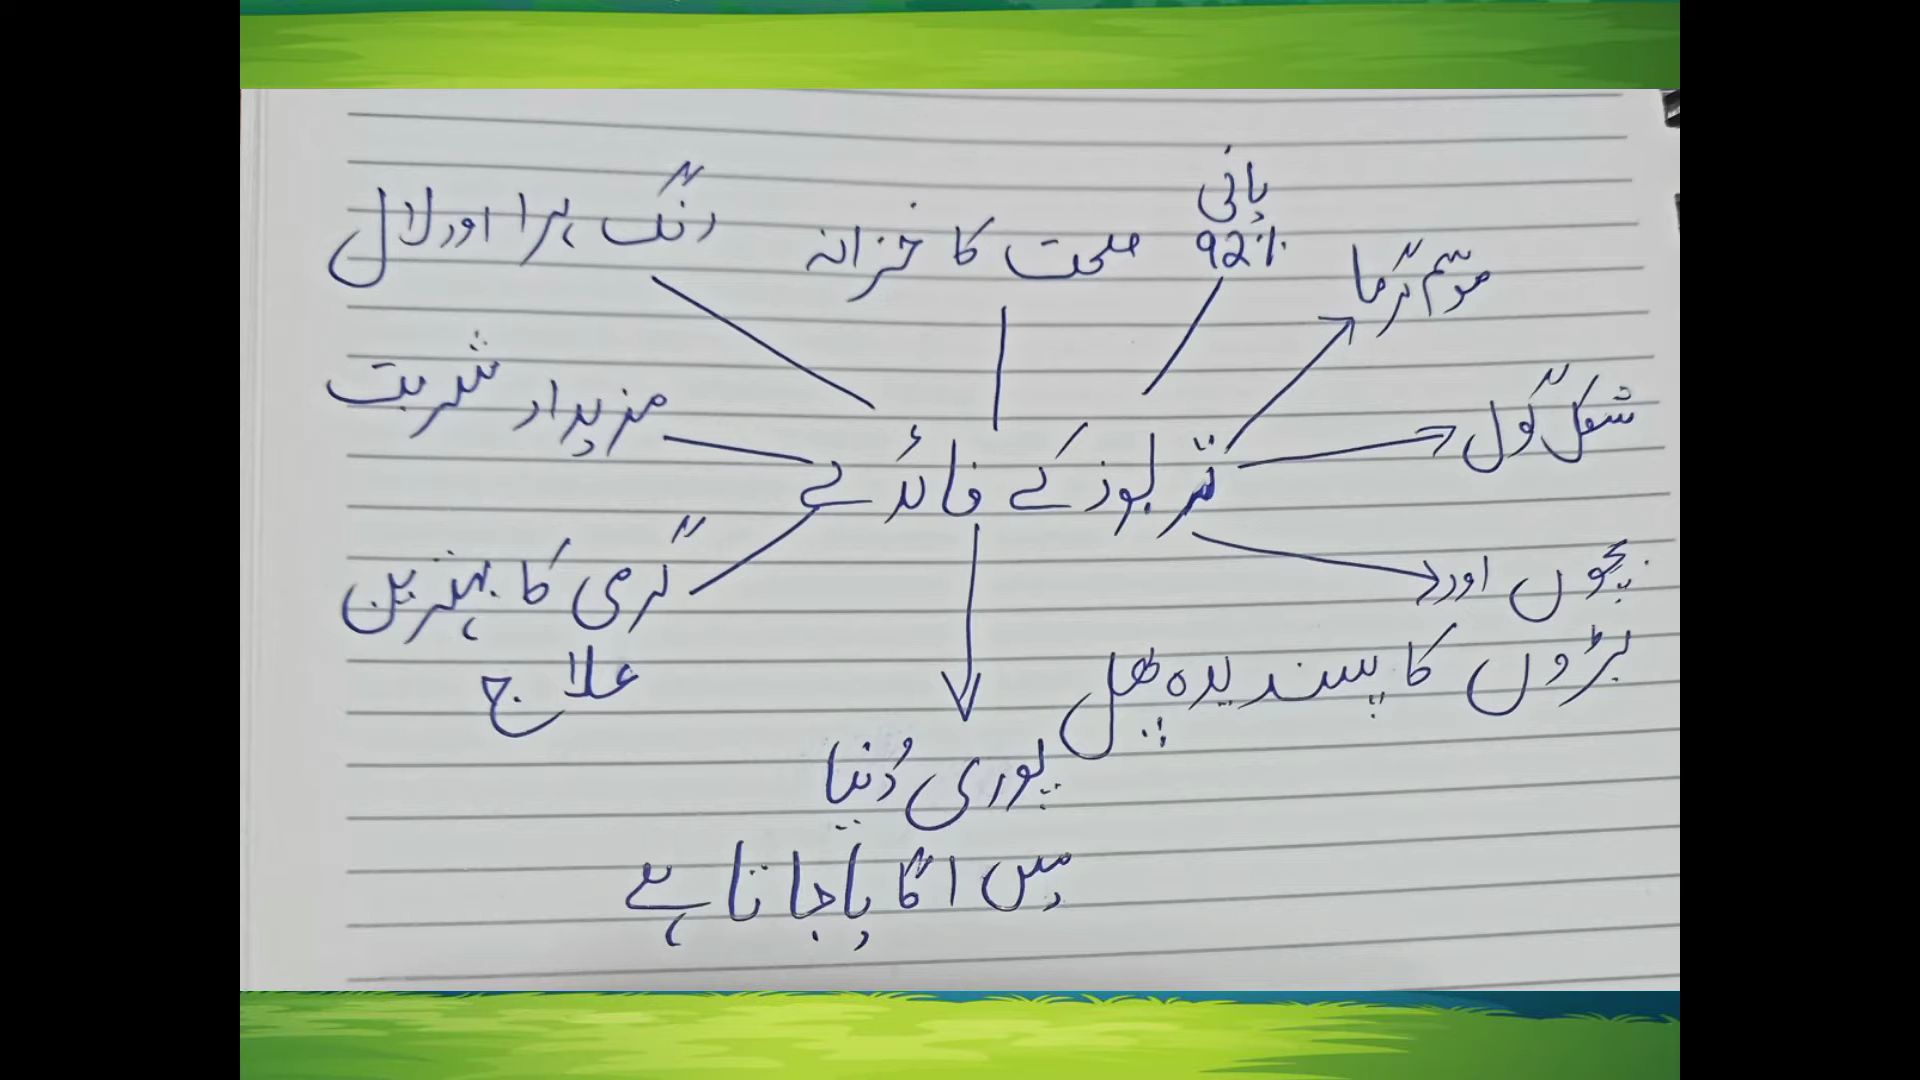 پانی
92%
رنگ ہرا اور لال
صحت کا خزانہ
موسم گرما
مزیدار شربت
شکل گول
تربوز کے فائدے
گرمی کا بہترین
علاج
بچوں اور
بڑوں کا پسندیدہ پھل
پوری دُنیا
میں اگایا جاتا ہے